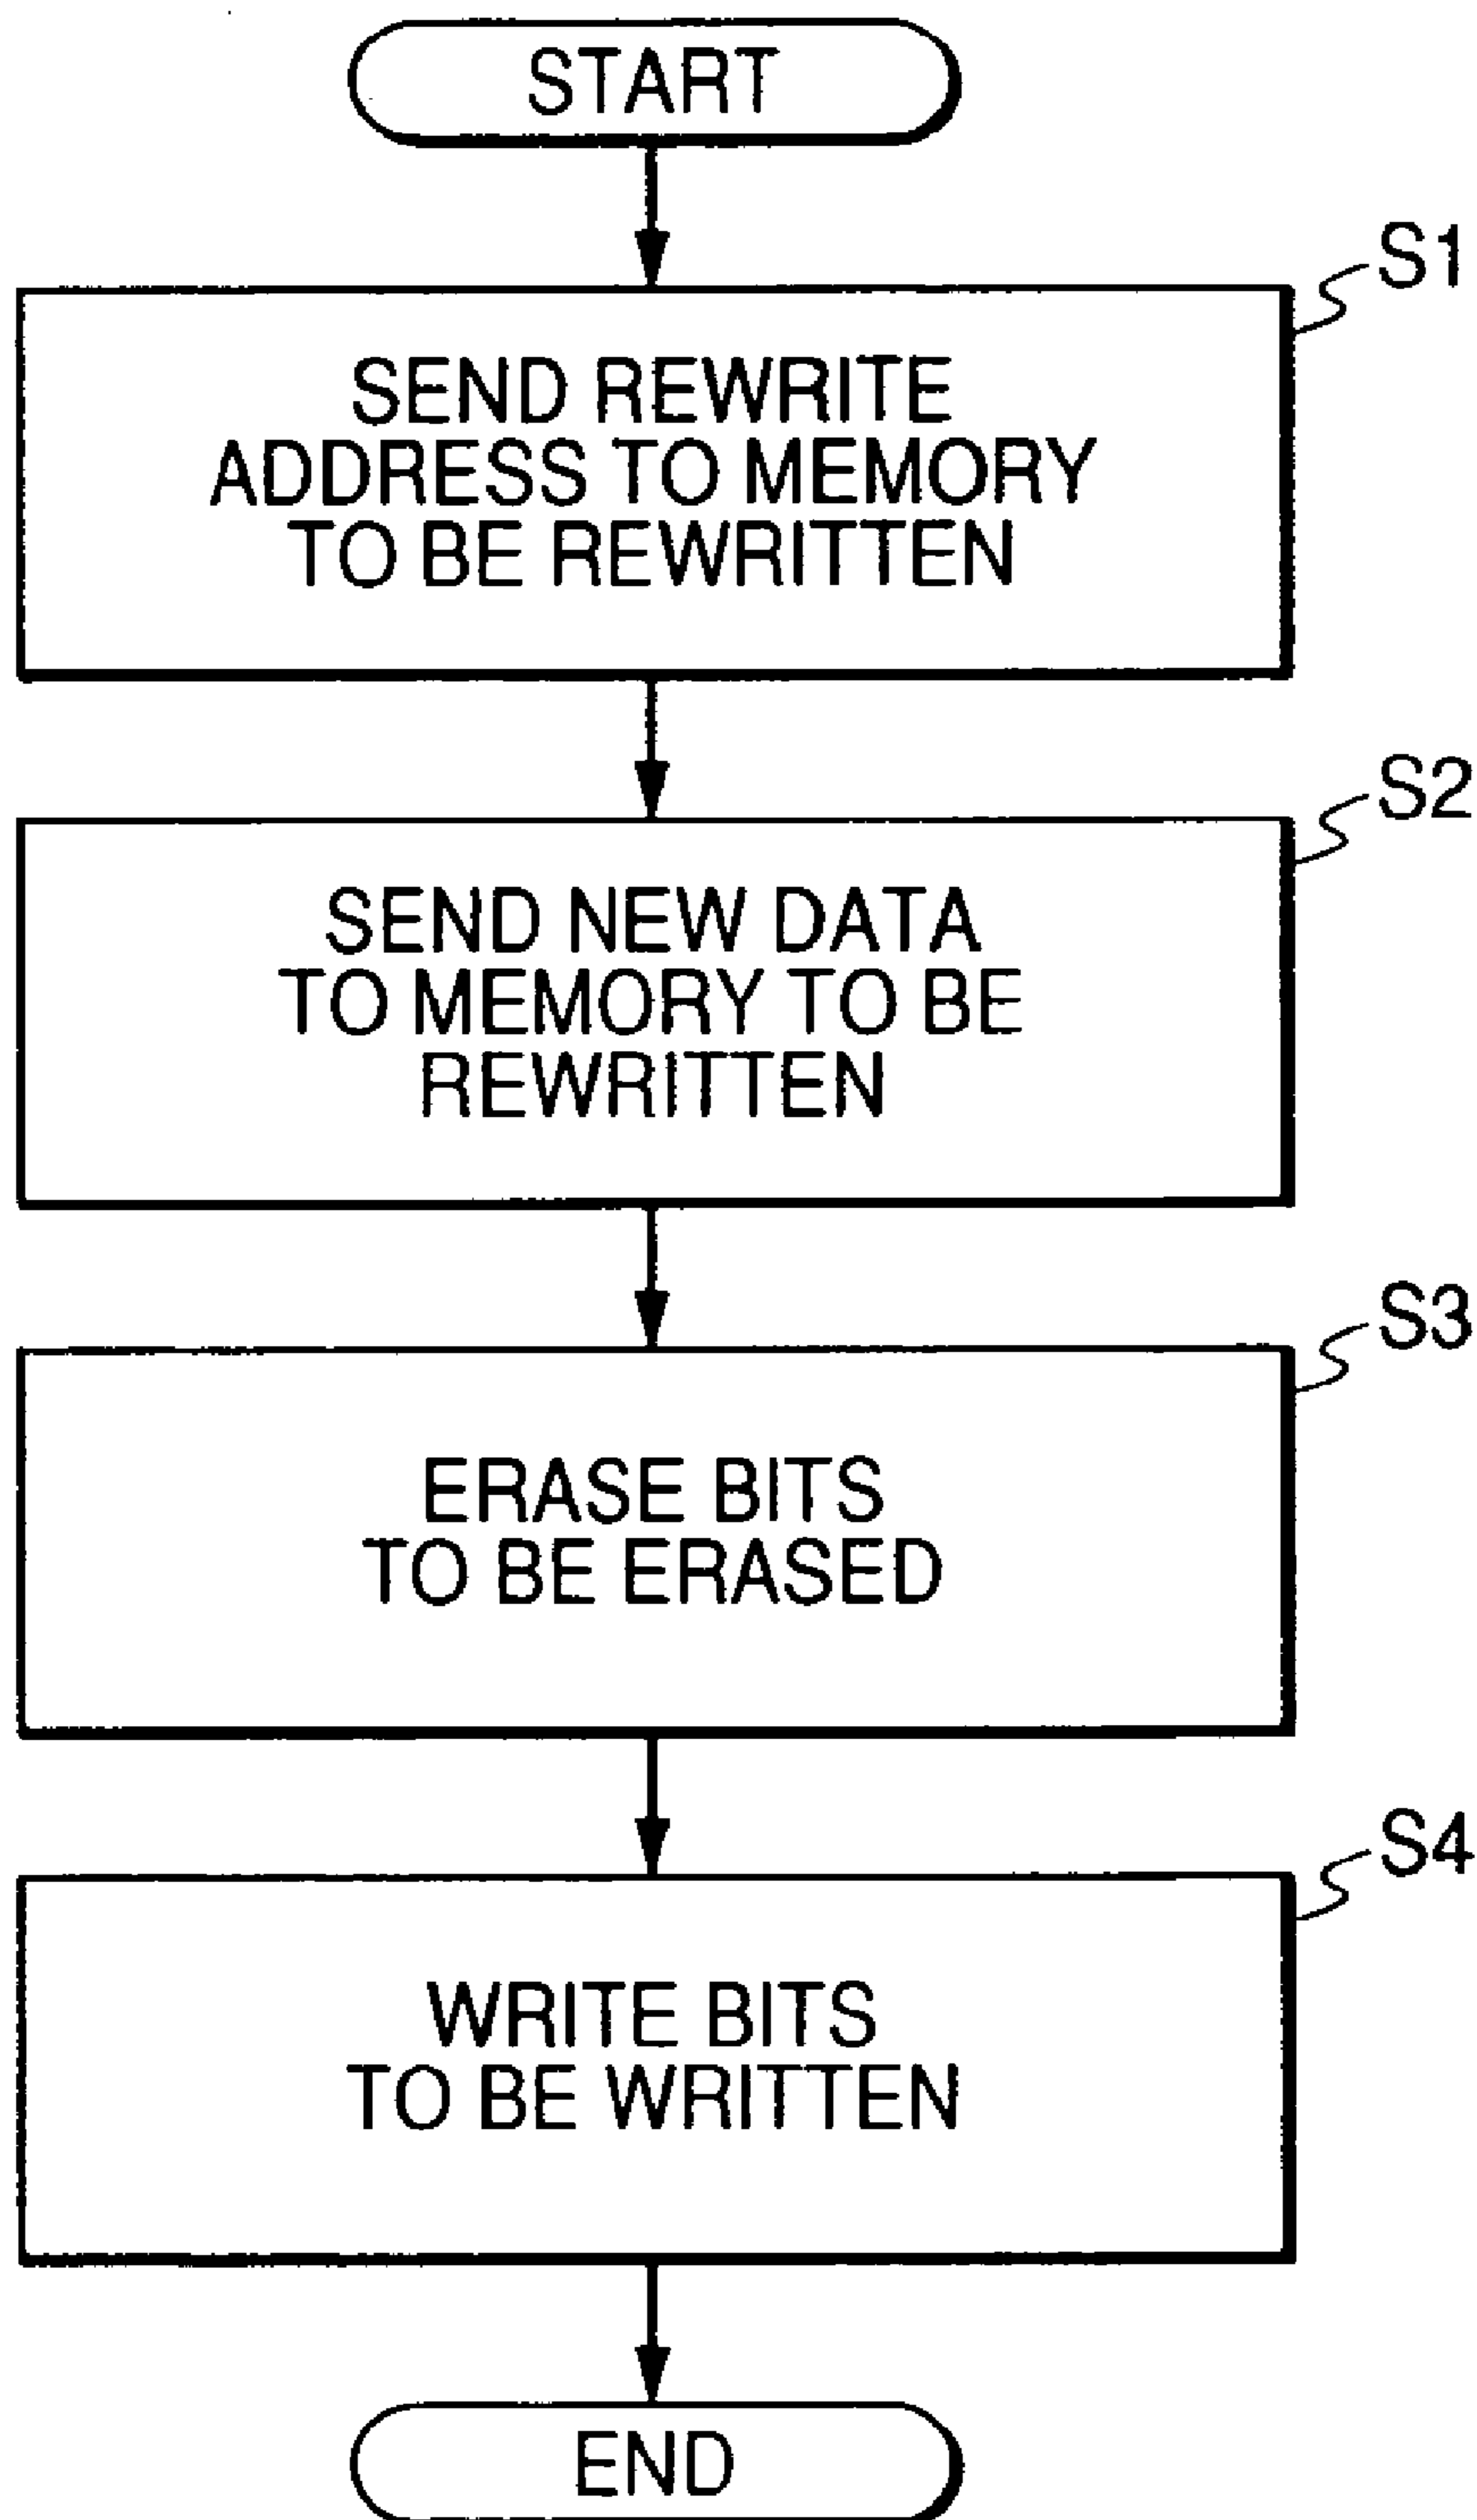 START
S1
SEND REWRITE
ADDRESS TO MEMORY
TO BE REWRITTEN
S2
SEND NEW DATA
TO MEMORY TO BE
REWRITTEN
S3
ERASE BITS
TO BE ERASED
S4
WRITE BITS
TO BE WRITTEN
END